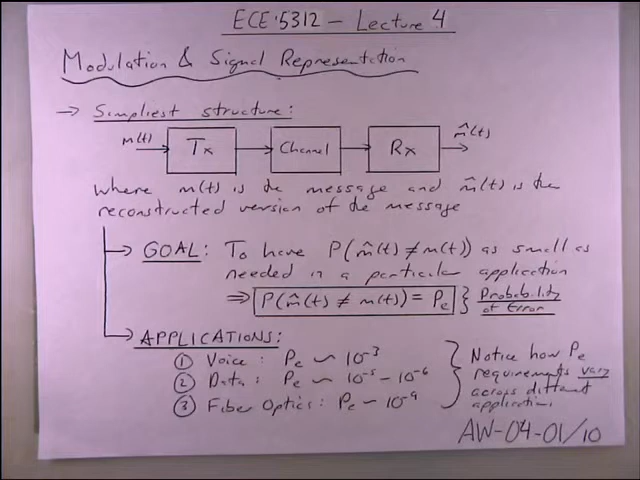 ECE:5312 - Lecture 4
Modulation & Signal Representation
→ Simpliest structure:
m(t) → Tx → Channel → Rx → m̂(t)
where m(t) is the message and m̂(t) is the
reconstructed version of the message
→ GOAL: To have P(m̂(t) ≠ m(t)) as small as
needed in a particular application
⇒ P(m̂(t) ≠ m(t)) = Pe } Probability
of Error
→ APPLICATIONS:
① Voice: Pe ~ 10^-3
② Data: Pe ~ 10^-5 - 10^-6
③ Fiber Optics: Pe ~ 10^-9
} Notice how Pe
requirements vary
across different
applications
AW-04-01/10